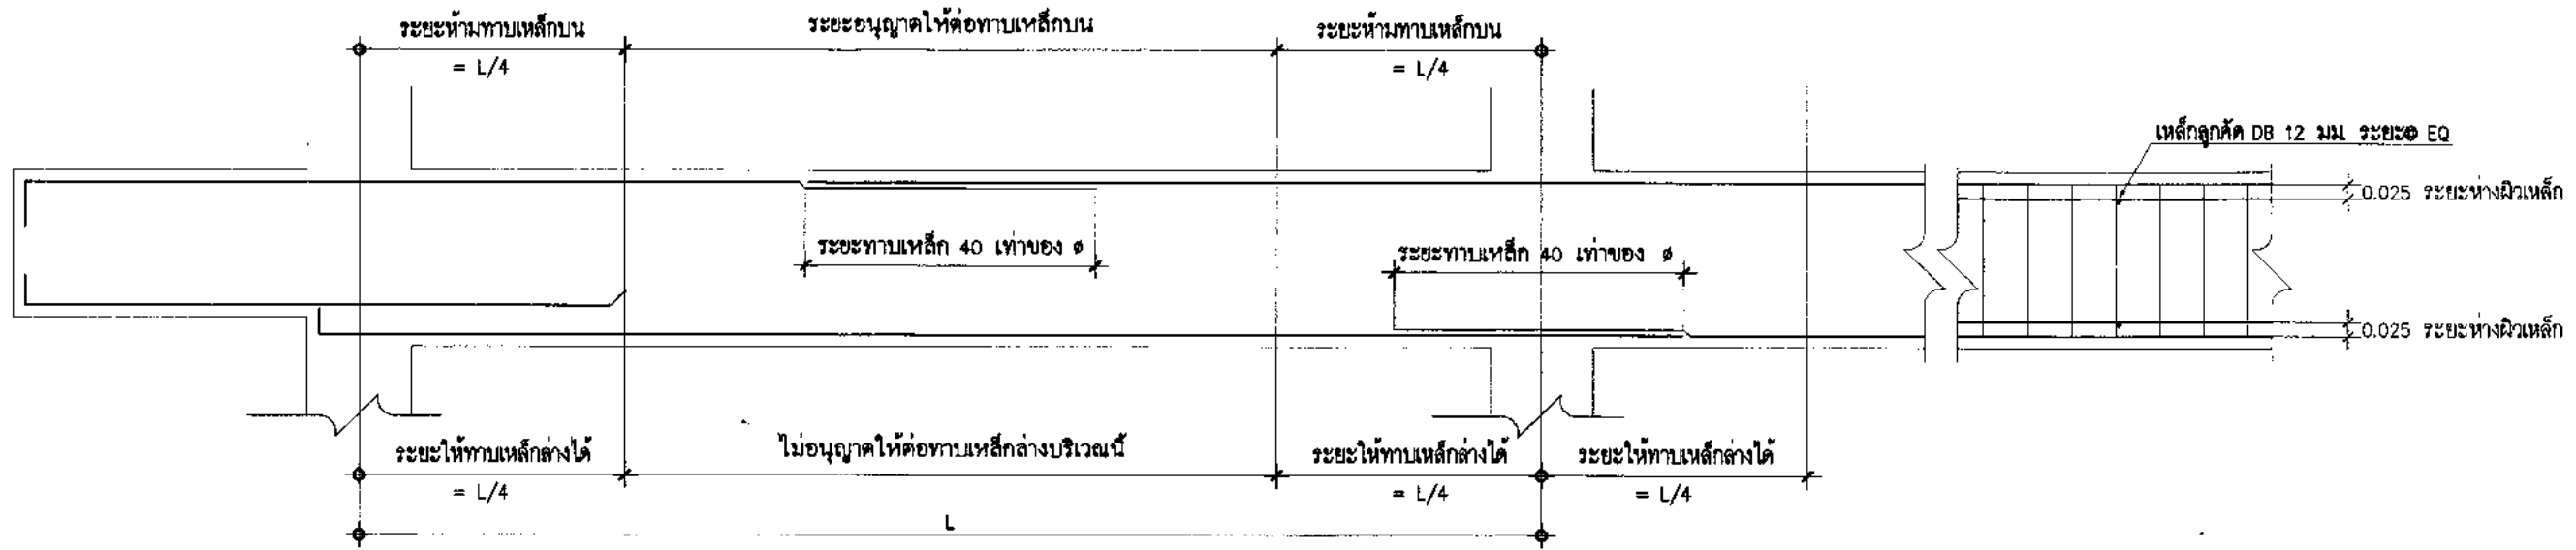 ระยะห้ามทาบเหล็กบน
= L/4
ระยะอนุญาตให้ต่อทาบเหล็กบน
ระยะห้ามทาบเหล็กบน
= L/4
เหล็กลูกคัด DB 12 มม ระยะ@ EQ
0.025 ระยะห่างผิวเหล็ก
ระยะทาบเหล็ก 40 เท่าของ ø
ระยะทาบเหล็ก 40 เท่าของ ø
0.025 ระยะห่างผิวเหล็ก
ระยะให้ทาบเหล็กล่างได้
= L/4
ไม่อนุญาตให้ต่อทาบเหล็กล่างบริเวณนี้
ระยะให้ทาบเหล็กล่างได้
= L/4
ระยะให้ทาบเหล็กล่างได้
= L/4
L